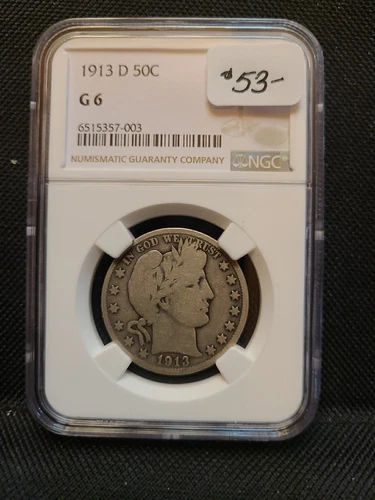 1913 D 50C
$53-
G 6
6515357-003
NUMISMATIC GUARANTY COMPANY
NGC
IN GOD WE TRUST
1913